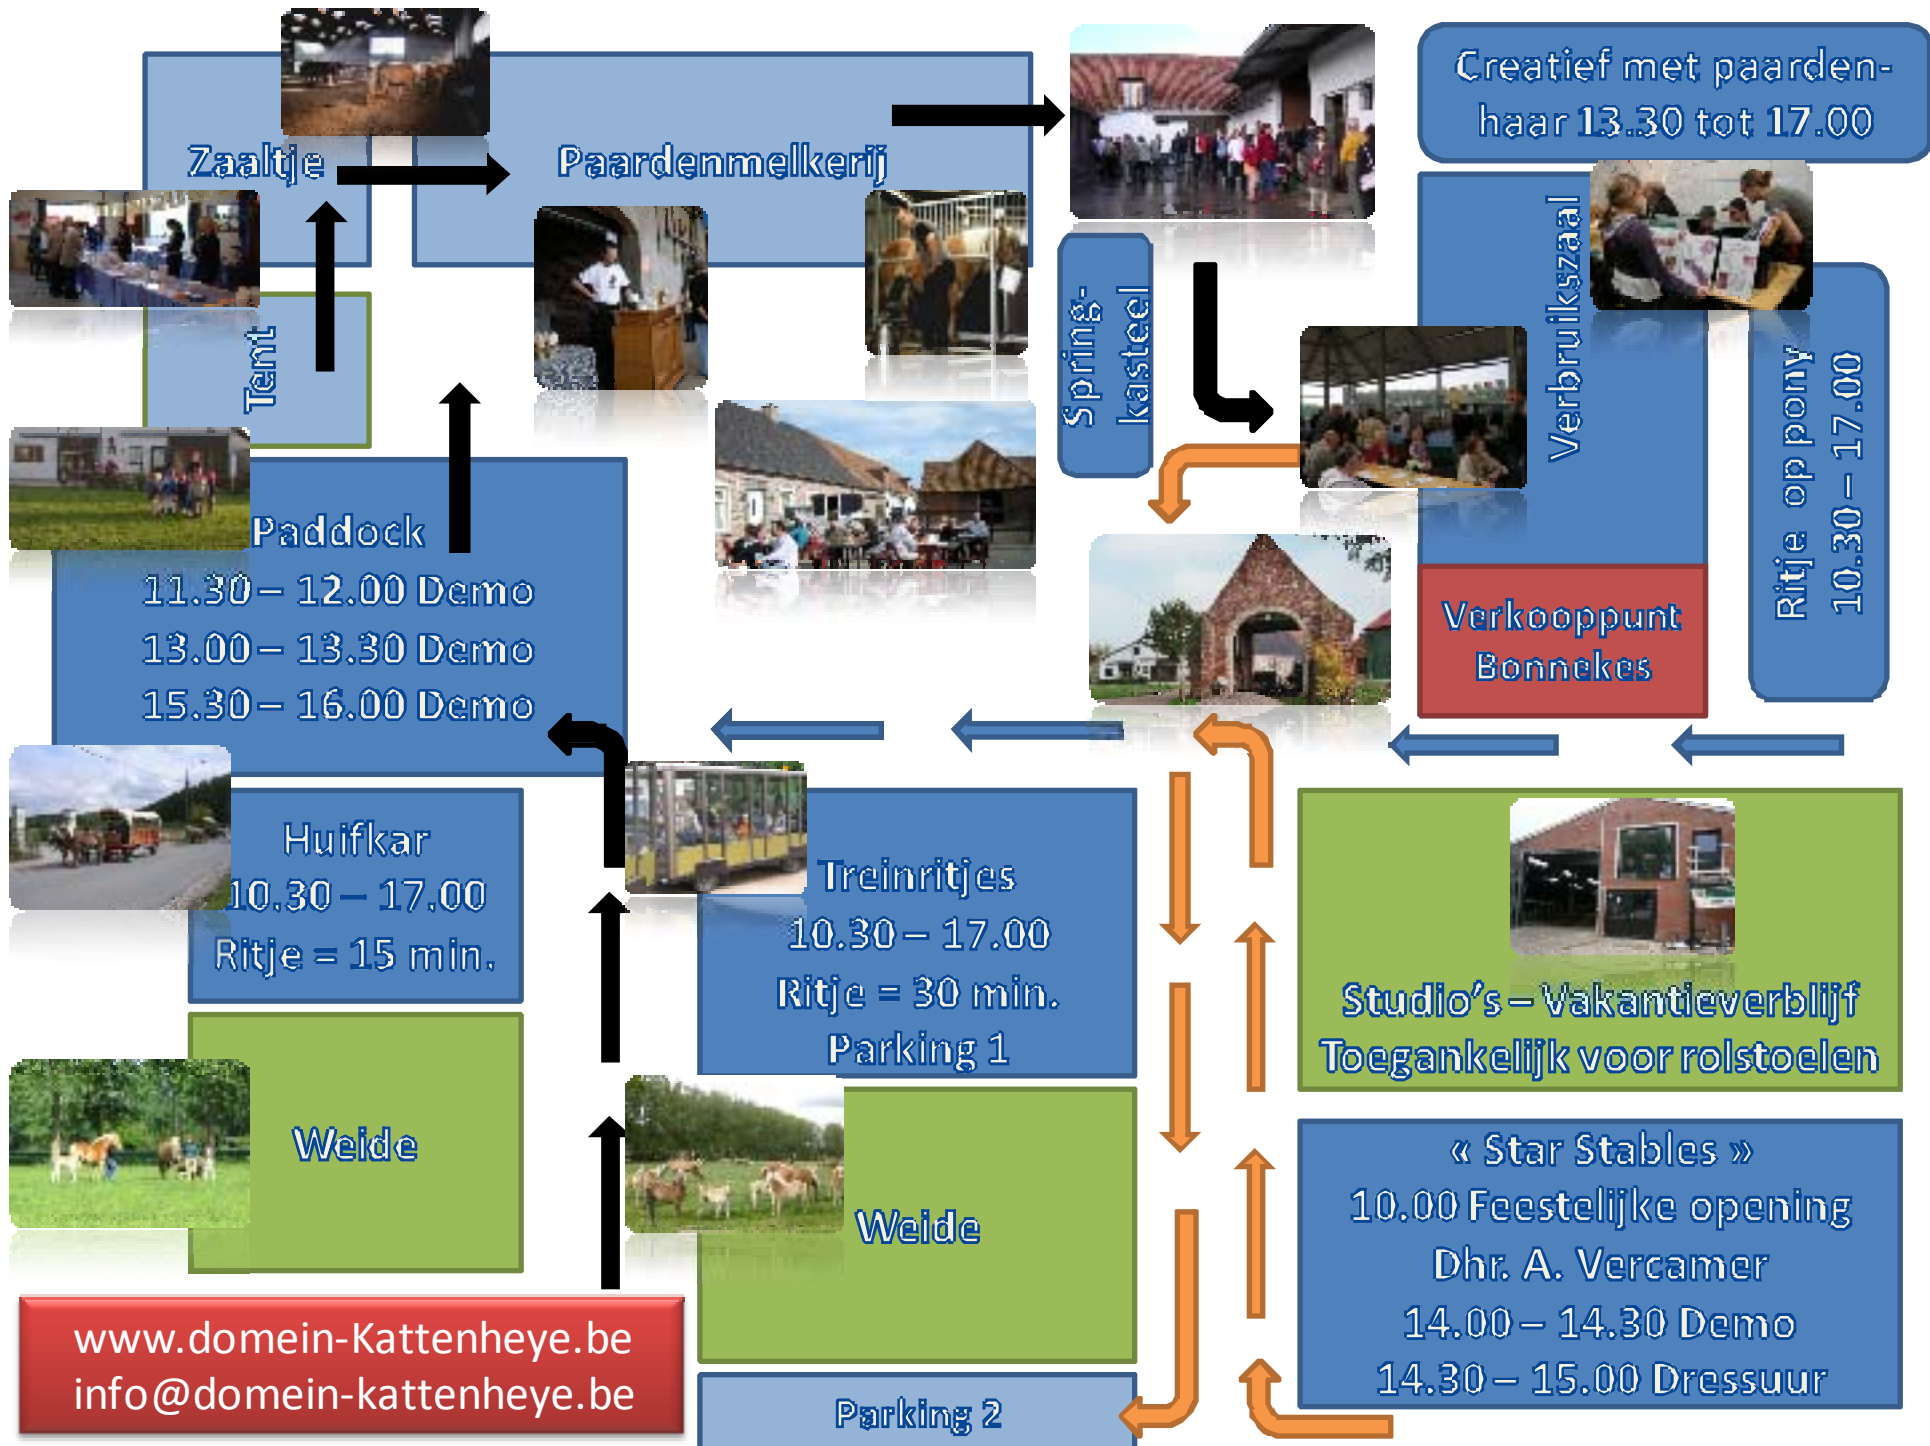 Creatief met paarden-
haar 13.30 tot 17.00
Zaaltje
Paardenmelkerij
Tent
Spring-
kasteel
Verbruikszaal
Ritje op pony
10.30 – 17.00
Paddock
11.30 – 12.00 Demo
13.00 – 13.30 Demo
15.30 – 16.00 Demo
Verkooppunt
Bonnekes
Huifkar
10.30 – 17.00
Ritje = 15 min.
Treinritjes
10.30 – 17.00
Ritje = 30 min.
Parking 1
Studio's – Vakantieverblijf
Toegankelijk voor rolstoelen
Weide
Weide
« Star Stables »
10.00 Feestelijke opening
Dhr. A. Vercamer
14.00 – 14.30 Demo
14.30 – 15.00 Dressuur
www.domein-Kattenheye.be
info@domein-kattenheye.be
Parking 2